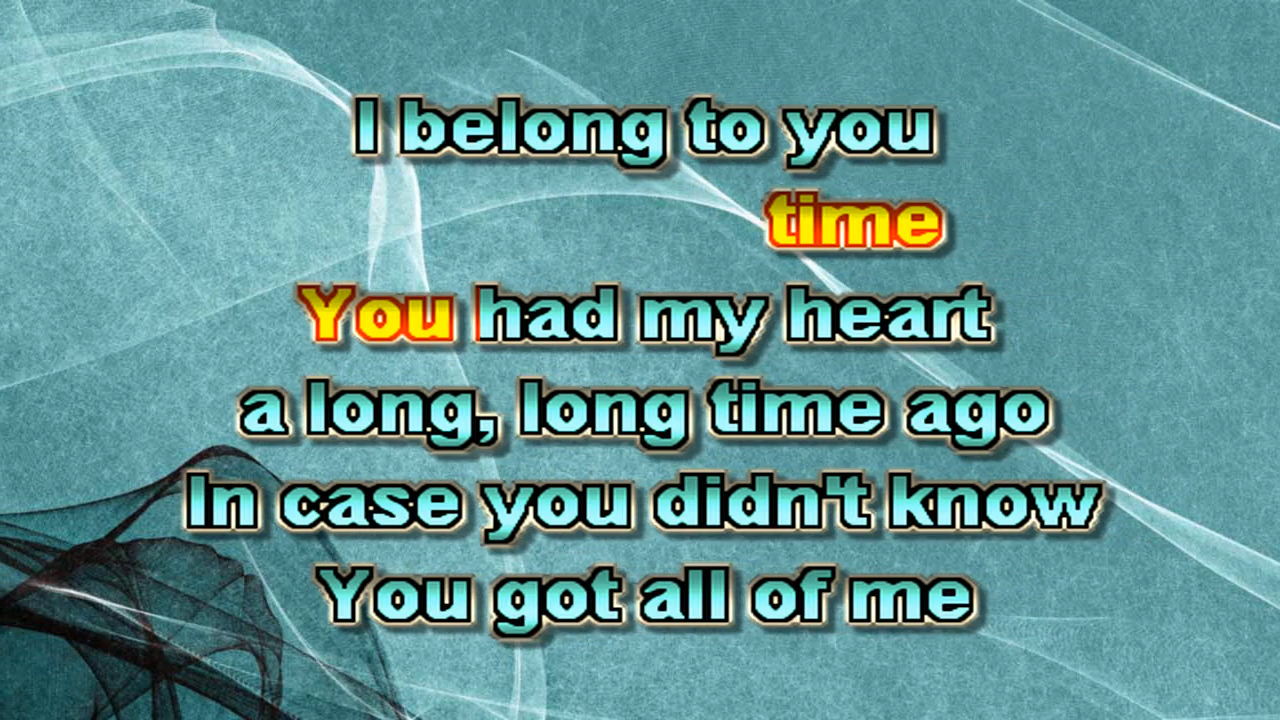 I belong to you
time
You had my heart
a long, long time ago
In case you didn't know
You got all of me